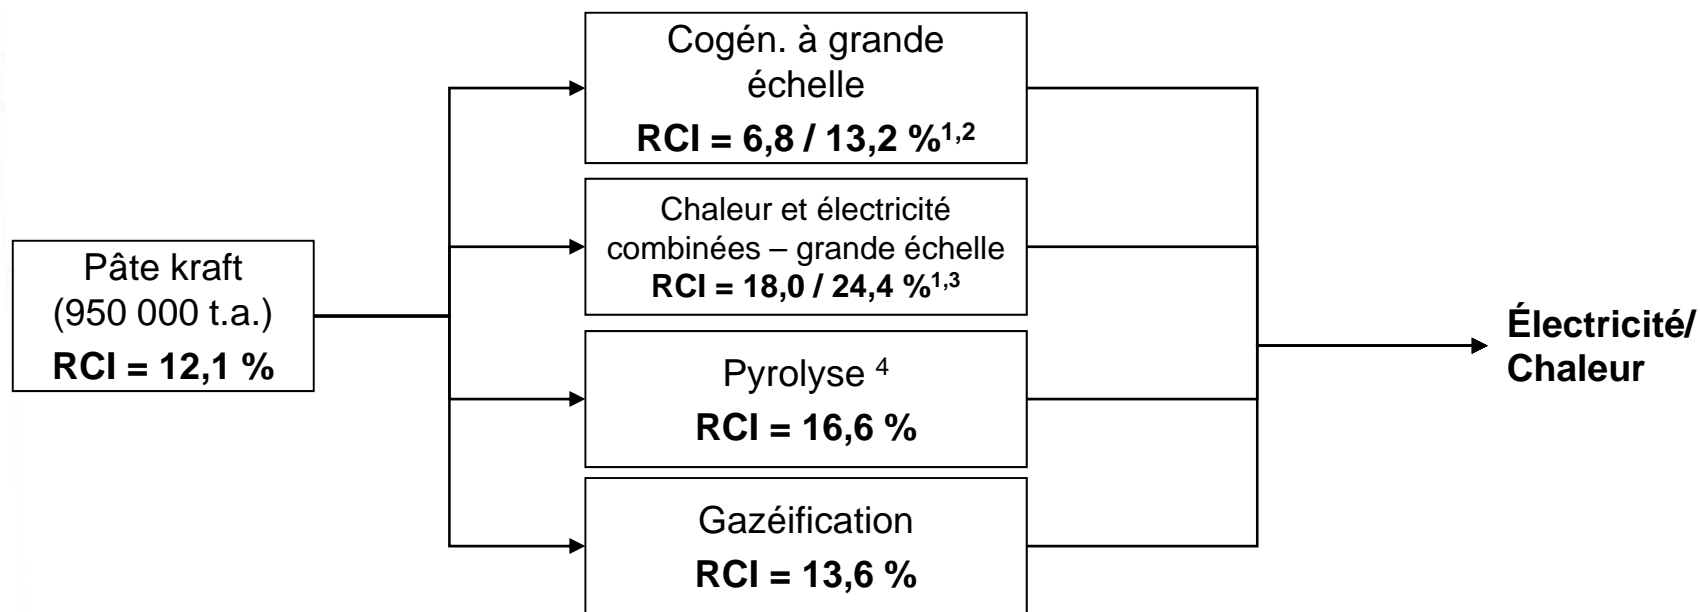 Cogén. à grande
échelle
RCI = 6,8 / 13,2 %1,2
Chaleur et électricité
combinées – grande échelle
RCI = 18,0 / 24,4 %1,3
Pâte kraft
(950 000 t.a.)
RCI = 12,1 %
Pyrolyse 4
RCI = 16,6 %
Gazéification
RCI = 13,6 %
Électricité/
Chaleur